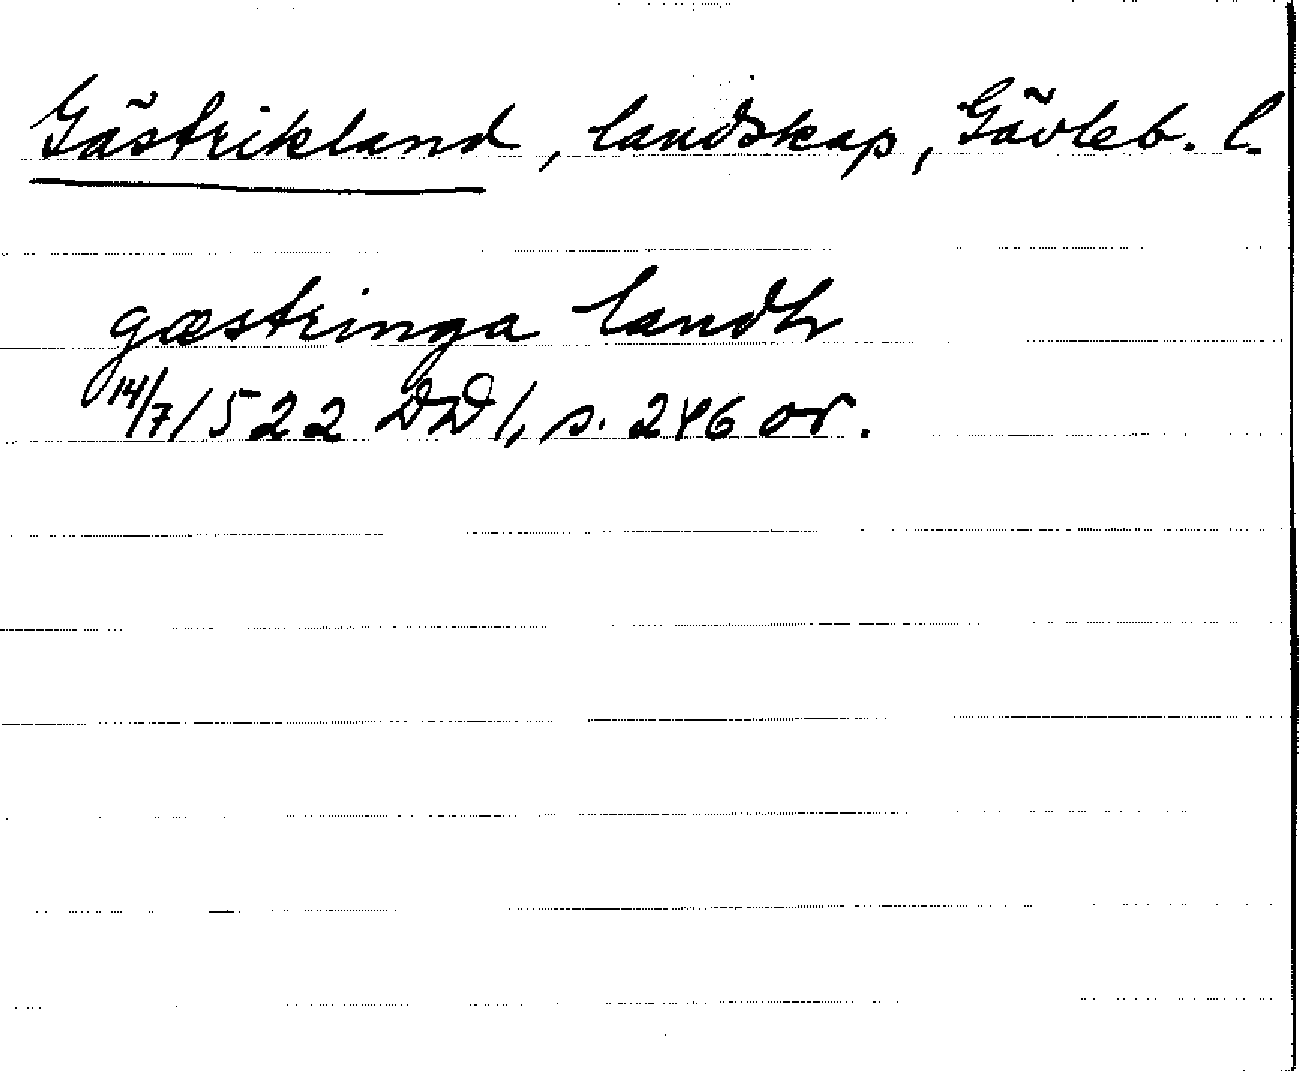 Gästrikland, landskap, Gävleb. l.
gæstringa landh
14/7 1522 DD 1, s. 246 or.